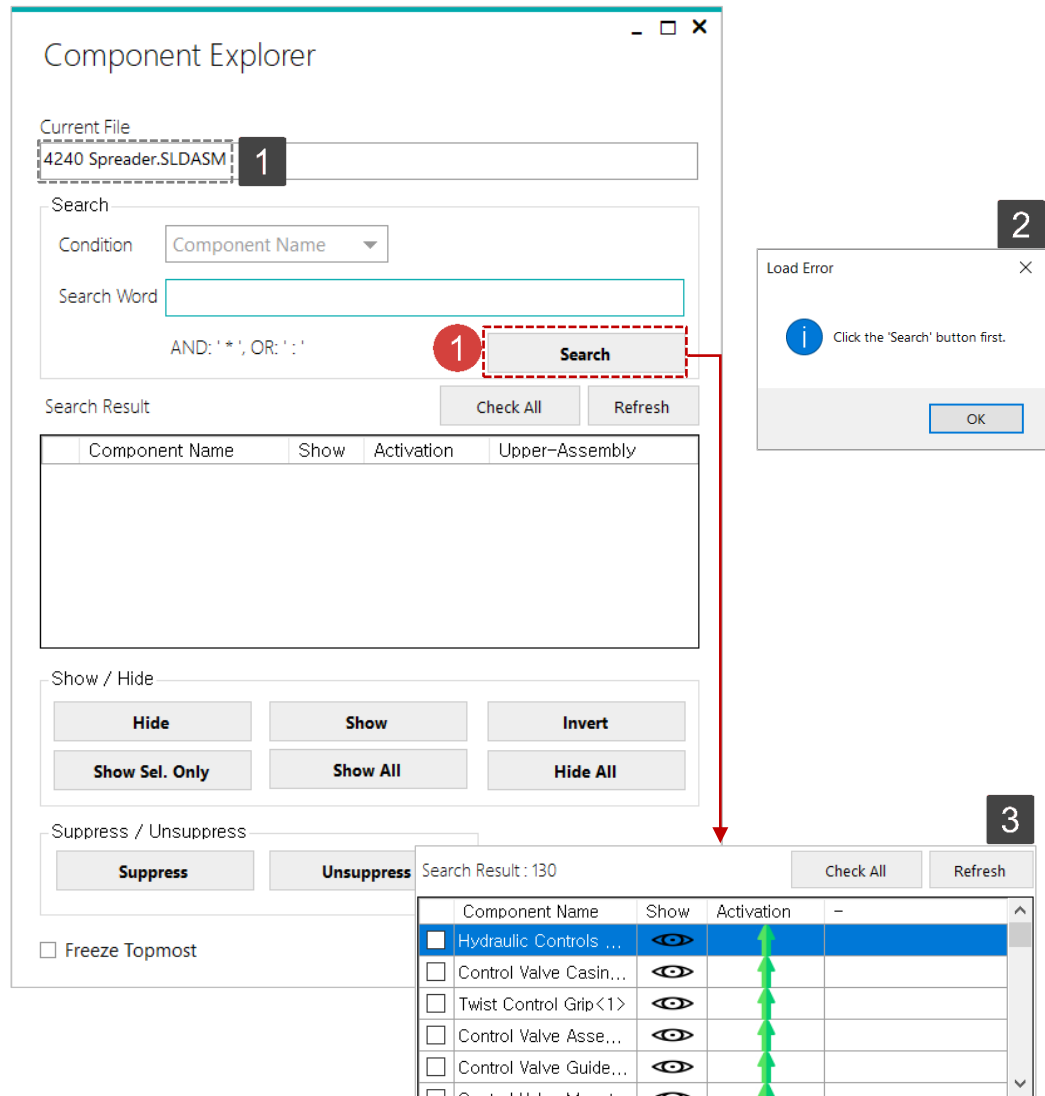 Component Explorer
Current File
4240 Spreader.SLDASM
1
Search
Condition Component Name
Search Word
AND: ' * ', OR: ' : '
1 Search
Search Result Check All Refresh
Component Name Show Activation Upper-Assembly
Show / Hide
Hide Show Invert
Show Sel. Only Show All Hide All
Suppress / Unsuppress
Suppress Unsuppress
Freeze Topmost
2
Load Error
Click the 'Search' button first.
OK
3
Search Result : 130 Check All Refresh
Component Name Show Activation -
Hydraulic Controls ...
Control Valve Casin...
Twist Control Grip<1>
Control Valve Asse...
Control Valve Guide...